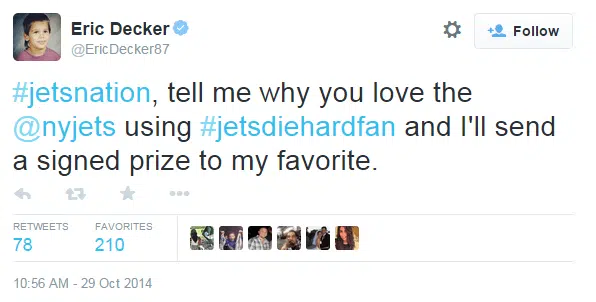 Eric Decker
@EricDecker87
Follow
#jetsnation, tell me why you love the
@nyjets using #jetsdiehardfan and I'll send
a signed prize to my favorite.
RETWEETS FAVORITES
78 210
10:56 AM - 29 Oct 2014